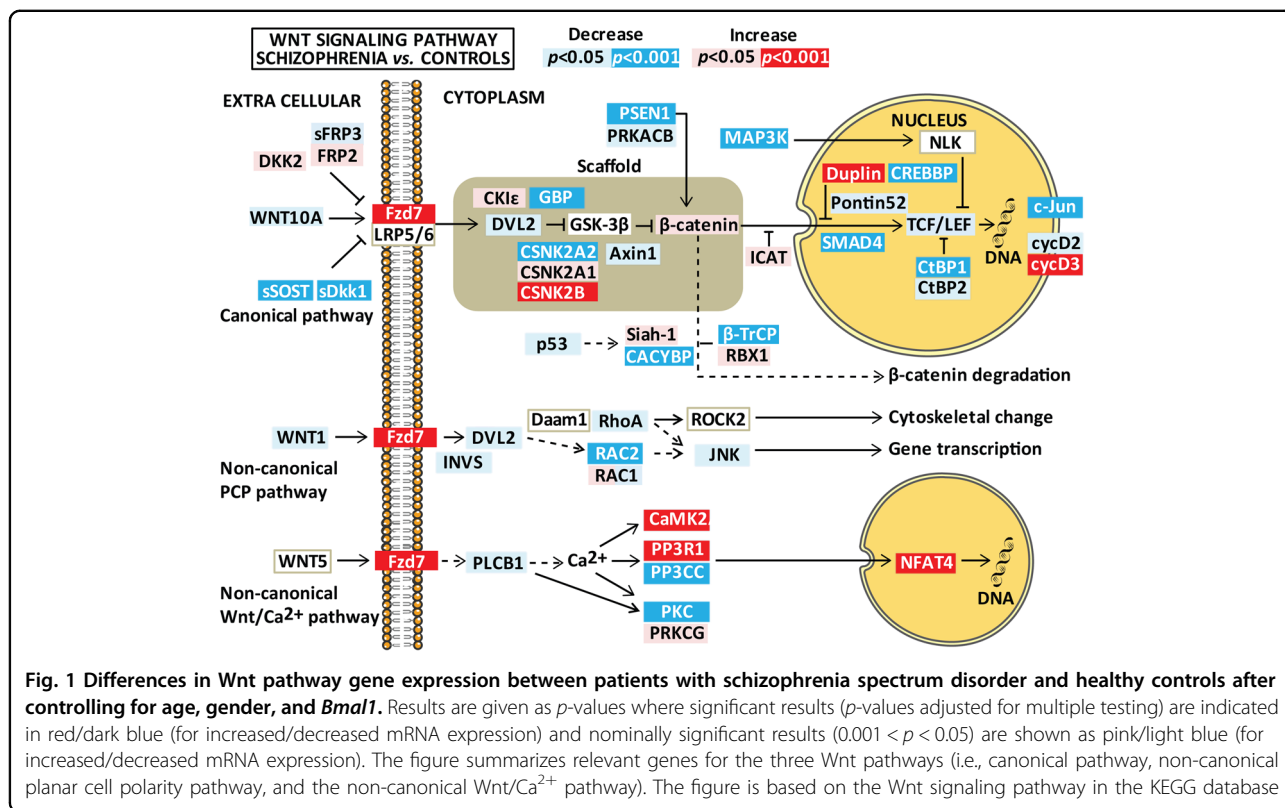 WNT SIGNALING PATHWAY
SCHIZOPHRENIA vs. CONTROLS
Decrease
p<0.05 p<0.001
Increase
p<0.05 p<0.001
EXTRA CELLULAR
CYTOPLASM
sFRP3
DKK2
FRP2
WNT10A
Fzd7
LRP5/6
sSOST sDkk1
Canonical pathway
PSEN1
PRKACB
Scaffold
CKIε
GBP
DVL2
GSK-3β
β-catenin
CSNK2A2
Axin1
CSNK2A1
CSNK2B
ICAT
MAP3K
NUCLEUS
NLK
Duplin CREBBP
Pontin52
TCF/LEF
SMAD4
CtBP1
CtBP2
DNA
c-Jun
cycD2
cycD3
p53
Siah-1
CACYBP
β-TrCP
RBX1
β-catenin degradation
WNT1
Fzd7
DVL2
INVS
Daam1
RhoA
ROCK2
Cytoskeletal change
RAC2
RAC1
JNK
Gene transcription
Non-canonical
PCP pathway
WNT5
Fzd7
PLCB1
Ca2+
CaMK2
PP3R1
PP3CC
PKC
PRKCG
NFAT4
DNA
Non-canonical
Wnt/Ca2+ pathway
Fig. 1 Differences in Wnt pathway gene expression between patients with schizophrenia spectrum disorder and healthy controls after
controlling for age, gender, and Bmal1. Results are given as p-values where significant results (p-values adjusted for multiple testing) are indicated
in red/dark blue (for increased/decreased mRNA expression) and nominally significant results (0.001 < p < 0.05) are shown as pink/light blue (for
increased/decreased mRNA expression). The figure summarizes relevant genes for the three Wnt pathways (i.e., canonical pathway, non-canonical
planar cell polarity pathway, and the non-canonical Wnt/Ca2+ pathway). The figure is based on the Wnt signaling pathway in the KEGG database